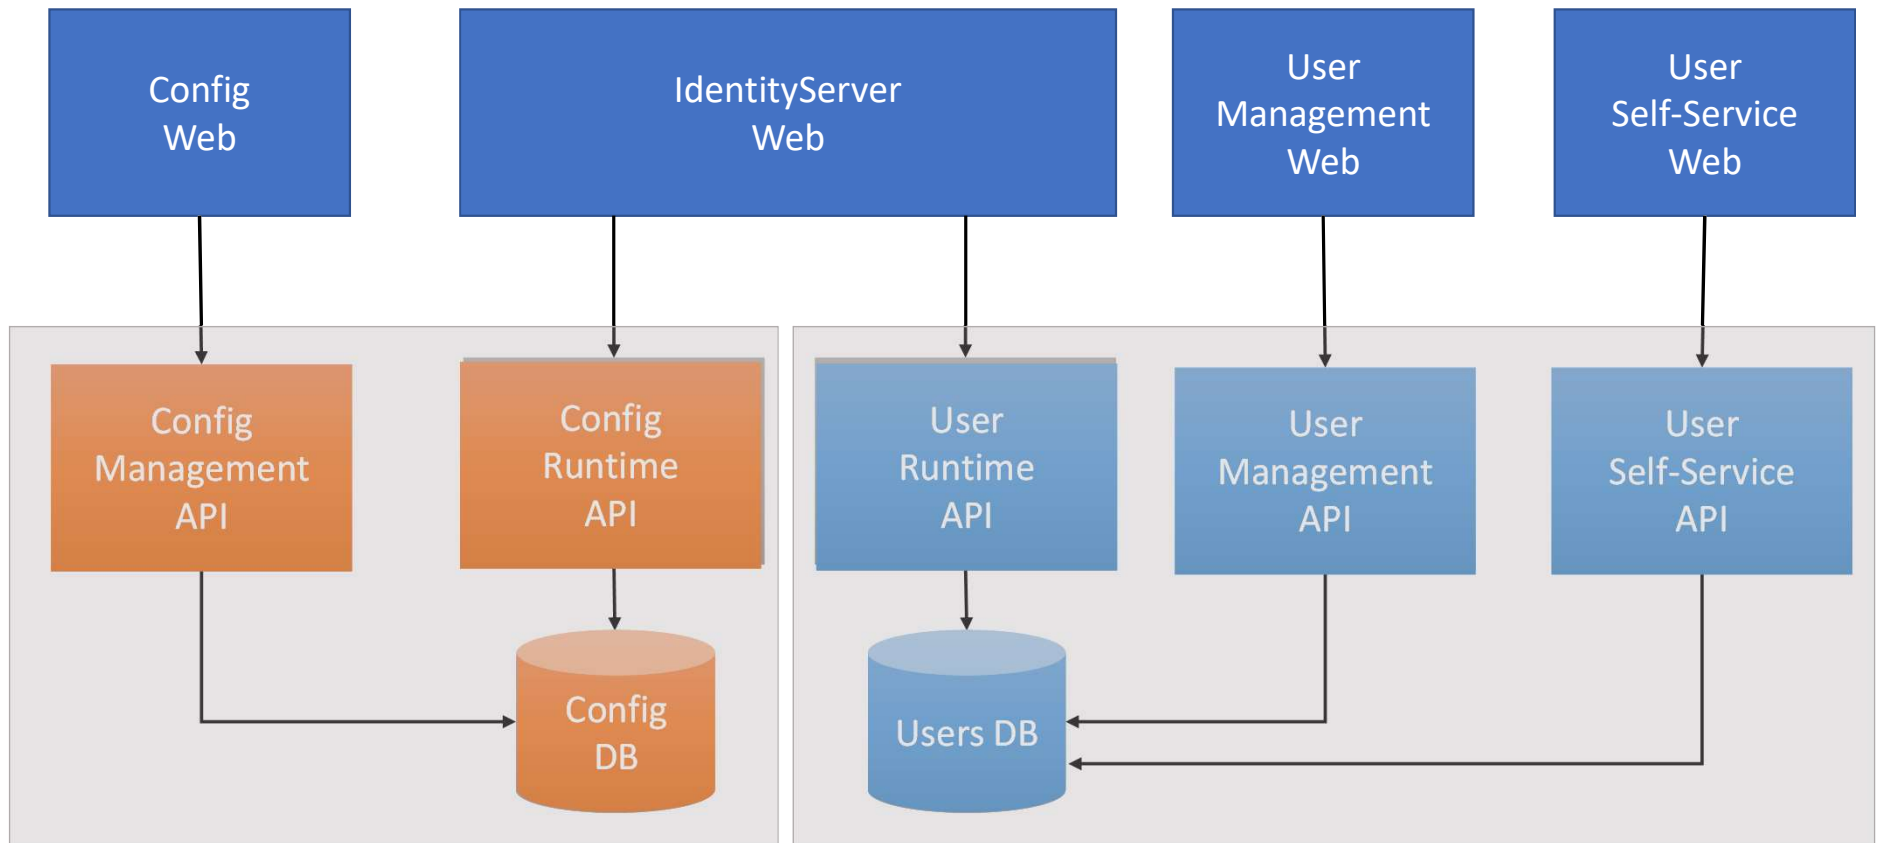 Config
Web
IdentityServer
Web
User
Management
Web
User
Self-Service
Web
Config
Management
API
Config
Runtime
API
User
Runtime
API
User
Management
API
User
Self-Service
API
Config
DB
Users DB